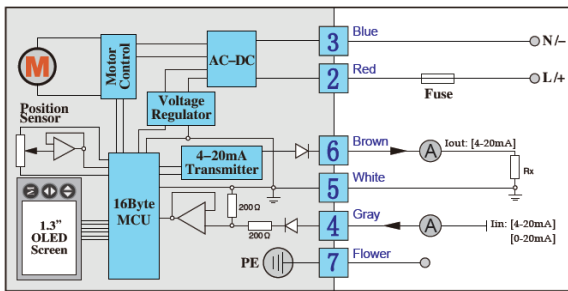 M
Motor
Control
AC-DC
3
Blue
N/-
2
Red
Fuse
L/+
Position
Sensor
Voltage
Regulator
4-20mA
Transmitter
6
Brown
A
Iout: [4-20mA]
Rx
5
White
16Byte
MCU
200Ω
200Ω
4
Gray
A
Iin: [4-20mA]
[0-20mA]
1.3”
OLED
Screen
PE
7
Flower